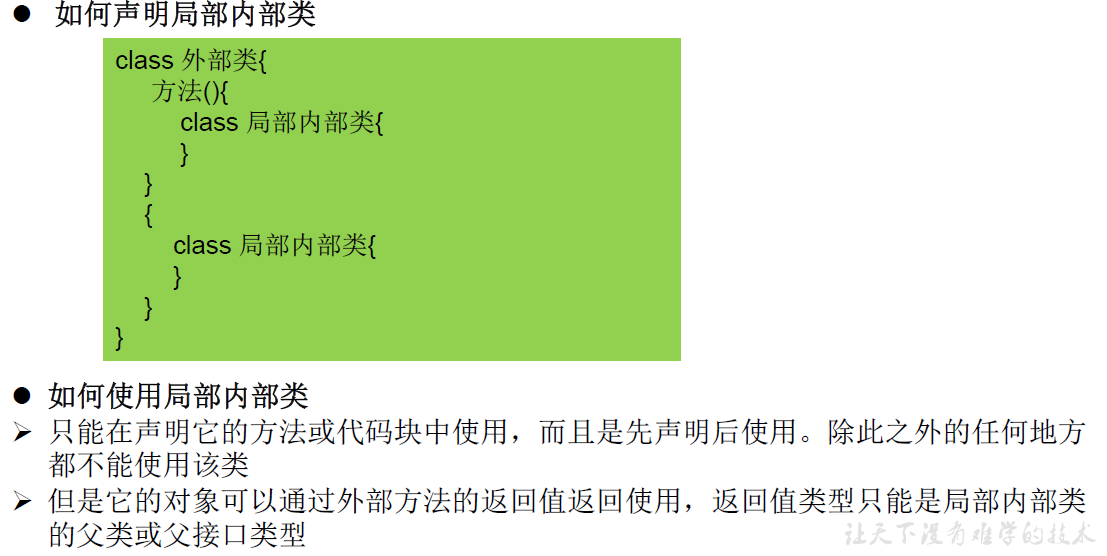 ● 如何声明局部内部类
class 外部类{
方法(){
class 局部内部类{
}
}
{
class 局部内部类{
}
}
}
● 如何使用局部内部类
➢ 只能在声明它的方法或代码块中使用，而且是先声明后使用。除此之外的任何地方
都不能使用该类
➢ 但是它的对象可以通过外部方法的返回值返回使用，返回值类型只能是局部内部类
的父类或父接口类型
让天下没有难学的技术